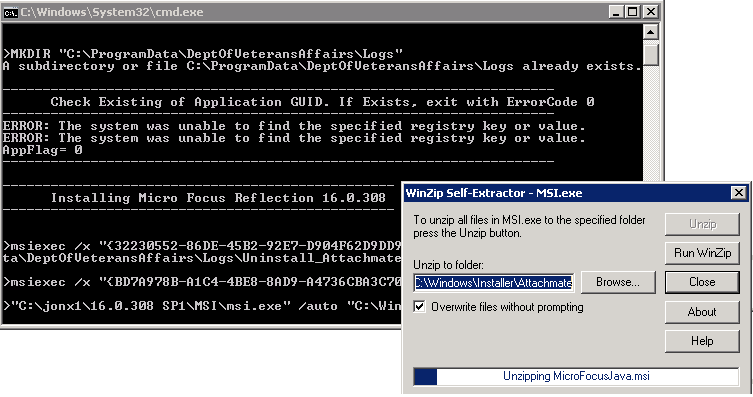 C:\Windows\System32\cmd.exe
>MKDIR "C:\ProgramData\DeptOfVeteransAffairs\Logs"
A subdirectory or file C:\ProgramData\DeptOfVeteransAffairs\Logs already exists.
Check Existing of Application GUID. If Exists, exit with ErrorCode 0
ERROR: The system was unable to find the specified registry key or value.
ERROR: The system was unable to find the specified registry key or value.
AppFlag= 0
Installing Micro Focus Reflection 16.0.308
>msiexec /x "{32230552-86DE-45B2-92E7-D904F62D9DD9
ta\DeptOfVeteransAffairs\Logs\Uninstall_Attachmate
>msiexec /x "{BD7A978B-A1C4-4BE8-8AD9-A4736CBA3C70
>"C:\jonx1\16.0.308 SP1\MSI\msi.exe" /auto "C:\Win
WinZip Self-Extractor - MSI.exe
To unzip all files in MSI.exe to the specified folder
press the Unzip button.
Unzip to folder:
C:\Windows\Installer\Attachmate
Browse...
Overwrite files without prompting
Unzip
Run WinZip
Close
About
Help
Unzipping MicroFocusJava.msi